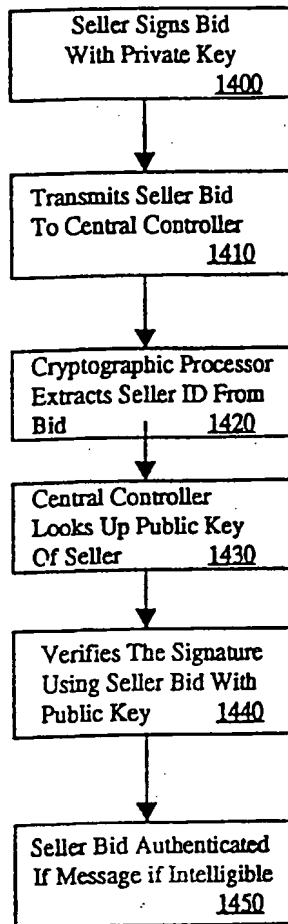 Seller Signs Bid
With Private Key
1400
Transmits Seller Bid
To Central Controller
1410
Cryptographic Processor
Extracts Seller ID From
Bid 1420
Central Controller
Looks Up Public Key
Of Seller 1430
Verifies The Signature
Using Seller Bid With
Public Key 1440
Seller Bid Authenticated
If Message if Intelligible
1450